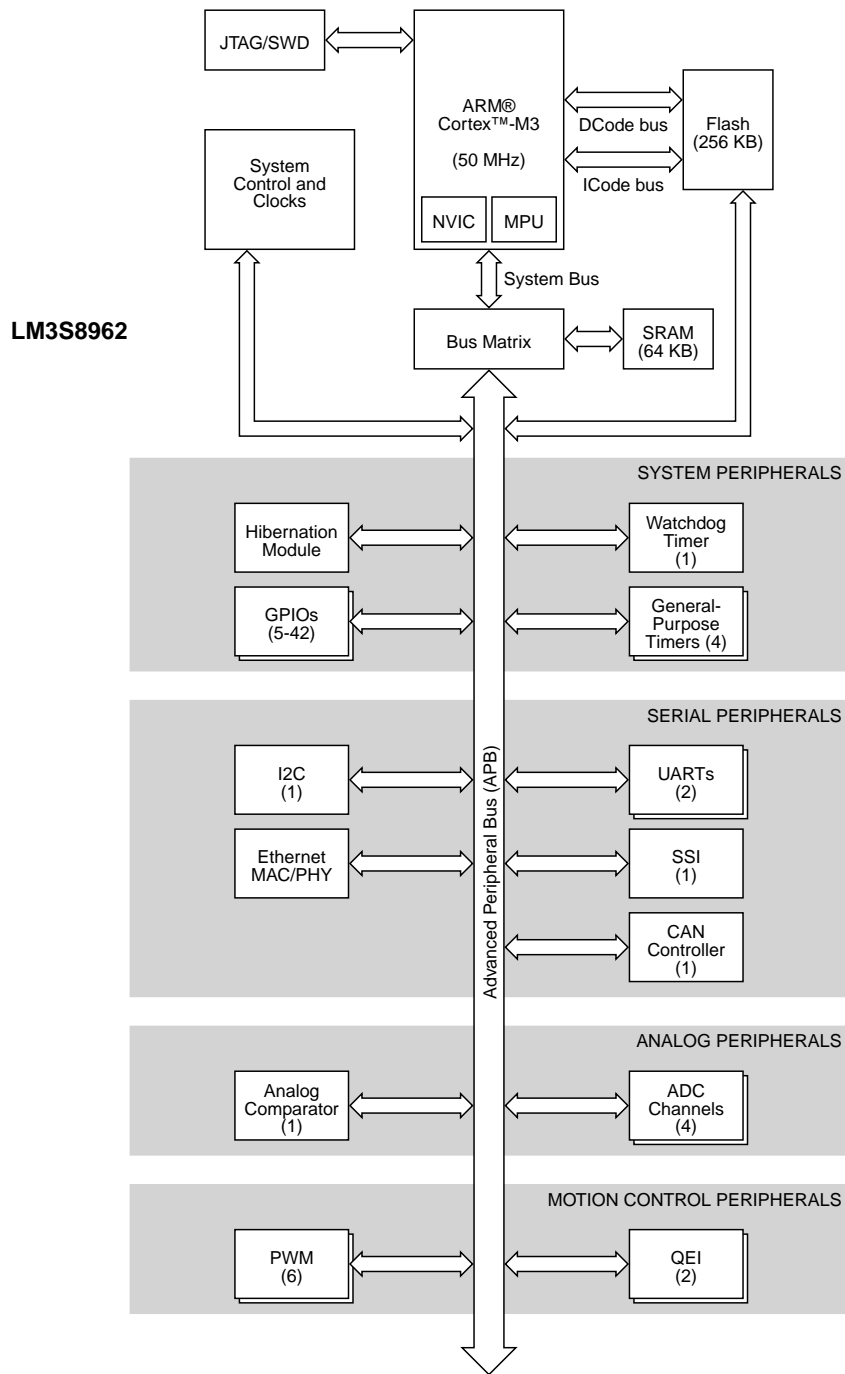 JTAG/SWD
ARM®
Cortex™-M3
(50 MHz)
NVIC
MPU
DCode bus
ICode bus
Flash
(256 KB)
System
Control and
Clocks
System Bus
LM3S8962
Bus Matrix
SRAM
(64 KB)
SYSTEM PERIPHERALS
Hibernation
Module
Watchdog
Timer
(1)
GPIOs
(5-42)
General-
Purpose
Timers (4)
Advanced Peripheral Bus (APB)
SERIAL PERIPHERALS
I2C
(1)
UARTs
(2)
Ethernet
MAC/PHY
SSI
(1)
CAN
Controller
(1)
ANALOG PERIPHERALS
Analog
Comparator
(1)
ADC
Channels
(4)
MOTION CONTROL PERIPHERALS
PWM
(6)
QEI
(2)